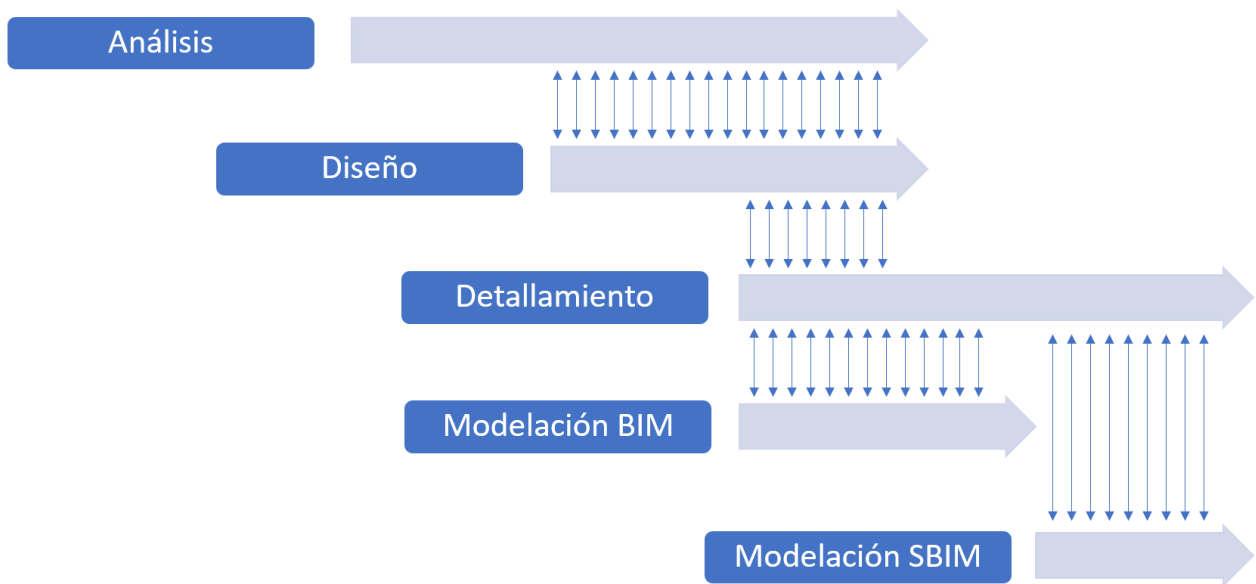 Análisis
Diseño
Detallamiento
Modelación BIM
Modelación SBIM